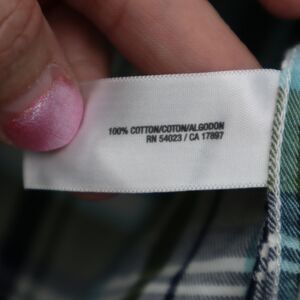 100% COTTON/COTON/ALGODON
RN 54023 / CA 17897